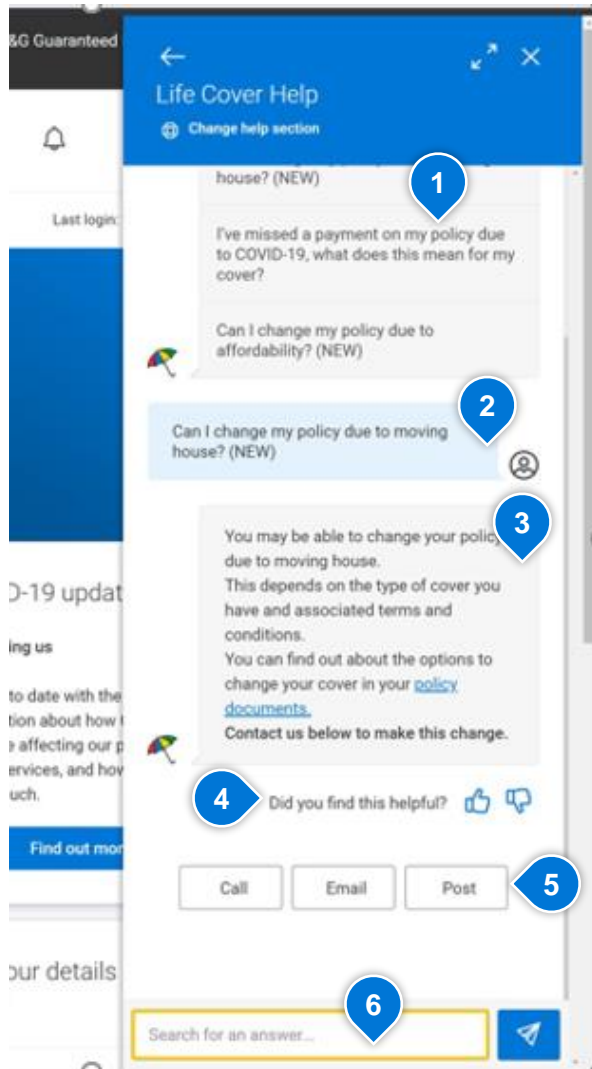 &G Guaranteed
Life Cover Help
Change help section
Last login:
house? (NEW)
1
I've missed a payment on my policy due
to COVID-19, what does this mean for my
cover?
Can I change my policy due to
affordability? (NEW)
2
Can I change my policy due to moving
house? (NEW)
3
You may be able to change your policy
due to moving house.
This depends on the type of cover you
have and associated terms and
conditions.
You can find out about the options to
change your cover in your policy
documents.
Contact us below to make this change.
4
Did you find this helpful?
Call
Email
Post
5
6
Search for an answer...
D-19 updat
ing us
to date with the
tion about how
e affecting our p
ervices, and how
uch.
Find out mor
our details